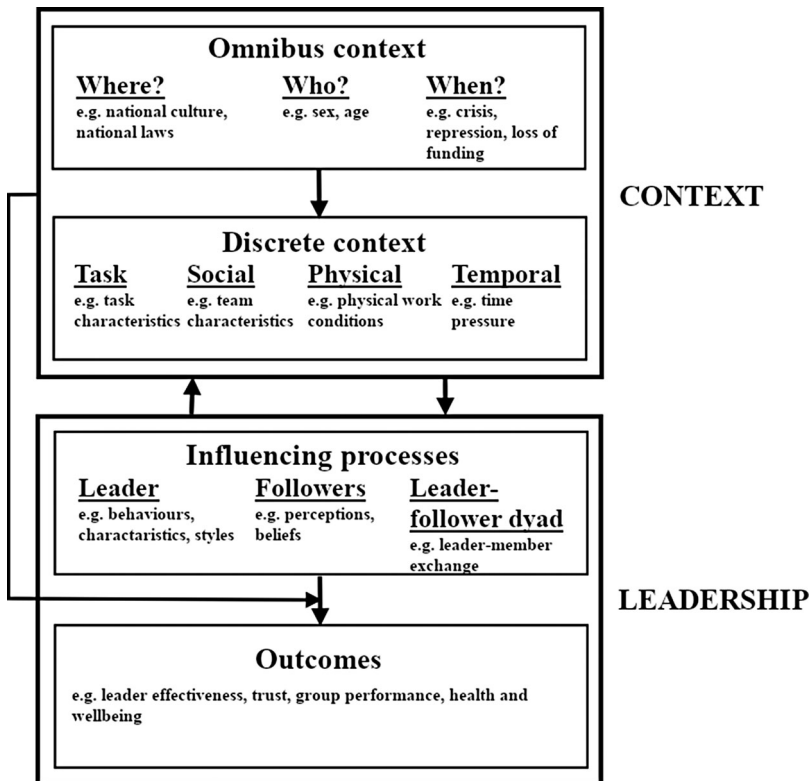 Omnibus context
Where?
e.g. national culture,
national laws
Who?
e.g. sex, age
When?
e.g. crisis,
repression, loss of
funding
CONTEXT
Discrete context
Task
e.g. task
characteristics
Social
e.g. team
characteristics
Physical
e.g. physical work
conditions
Temporal
e.g. time
pressure
Influencing processes
Leader
e.g. behaviours,
charactaristics, styles
Followers
e.g. perceptions,
beliefs
Leader-
follower dyad
e.g. leader-member
exchange
LEADERSHIP
Outcomes
e.g. leader effectiveness, trust, group performance, health and
wellbeing